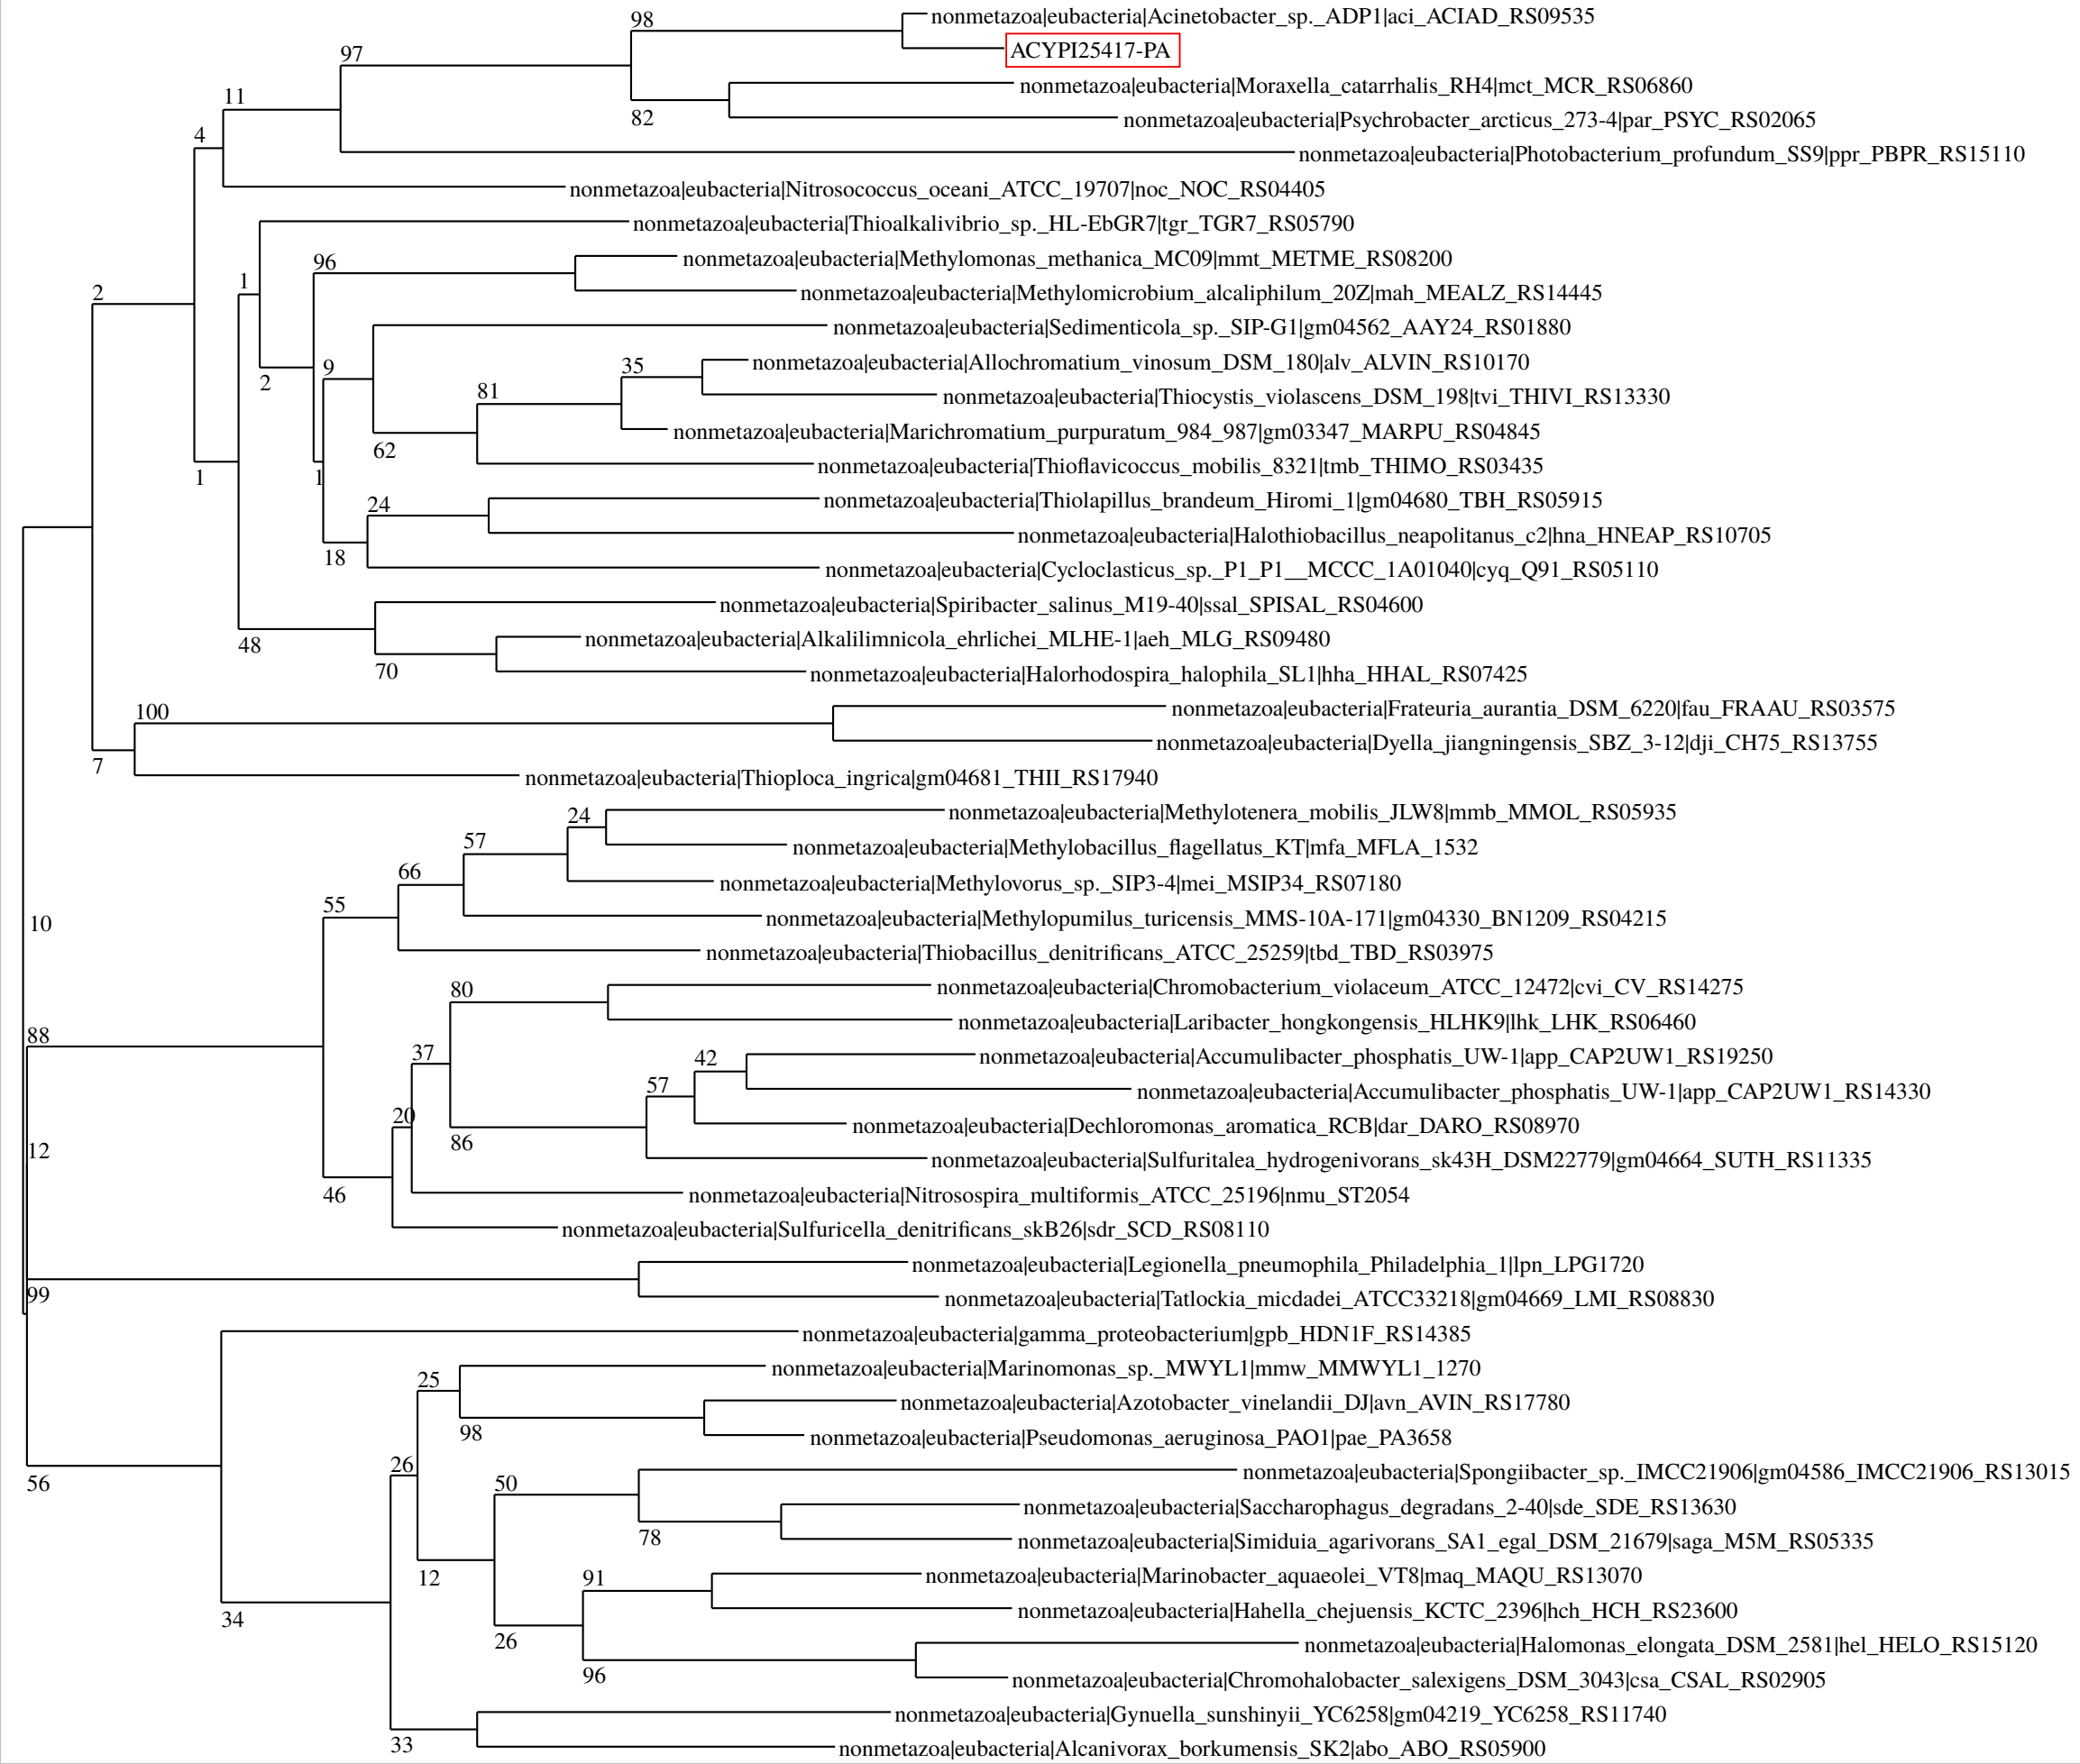 98
nonmetazoa|eubacteria|Acinetobacter_sp._ADP1|aci_ACIAD_RS09535
ACYPI25417-PA
97
nonmetazoa|eubacteria|Moraxella_catarrhalis_RH4|mct_MCR_RS06860
11
82
nonmetazoa|eubacteria|Psychrobacter_arcticus_273-4|par_PSYC_RS02065
4
nonmetazoa|eubacteria|Photobacterium_profundum_SS9|ppr_PBPR_RS15110
nonmetazoa|eubacteria|Nitrosococcus_oceani_ATCC_19707|noc_NOC_RS04405
nonmetazoa|eubacteria|Thioalkalivibrio_sp._HL-EbGR7|tgr_TGR7_RS05790
96
nonmetazoa|eubacteria|Methylomonas_methanica_MC09|mmt_METME_RS08200
1
2
nonmetazoa|eubacteria|Methylomicrobium_alcaliphilum_20Z|mah_MEALZ_RS14445
nonmetazoa|eubacteria|Sedimenticola_sp._SIP-G1|gm04562_AAY24_RS01880
9
35
nonmetazoa|eubacteria|Allochromatium_vinosum_DSM_180|alv_ALVIN_RS10170
2
81
nonmetazoa|eubacteria|Thiocystis_violascens_DSM_198|tvi_THIVI_RS13330
nonmetazoa|eubacteria|Marichromatium_purpuratum_984_987|gm03347_MARPU_RS04845
62
nonmetazoa|eubacteria|Thioflavicoccus_mobilis_8321|tmb_THIMO_RS03435
1
1
24
nonmetazoa|eubacteria|Thiolapillus_brandeum_Hiromi_1|gm04680_TBH_RS05915
nonmetazoa|eubacteria|Halothiobacillus_neapolitanus_c2|hna_HNEAP_RS10705
18
nonmetazoa|eubacteria|Cycloclasticus_sp._P1_P1__MCCC_1A01040|cyq_Q91_RS05110
nonmetazoa|eubacteria|Spiribacter_salinus_M19-40|ssal_SPISAL_RS04600
48
nonmetazoa|eubacteria|Alkalilimnicola_ehrlichei_MLHE-1|aeh_MLG_RS09480
70
nonmetazoa|eubacteria|Halorhodospira_halophila_SL1|hha_HHAL_RS07425
100
nonmetazoa|eubacteria|Frateuria_aurantia_DSM_6220|fau_FRAAU_RS03575
nonmetazoa|eubacteria|Dyella_jiangningensis_SBZ_3-12|dji_CH75_RS13755
7
nonmetazoa|eubacteria|Thioploca_ingrica|gm04681_THII_RS17940
24
nonmetazoa|eubacteria|Methylotenera_mobilis_JLW8|mmb_MMOL_RS05935
57
nonmetazoa|eubacteria|Methylobacillus_flagellatus_KT|mfa_MFLA_1532
66
nonmetazoa|eubacteria|Methylovorus_sp._SIP3-4|mei_MSIP34_RS07180
55
nonmetazoa|eubacteria|Methylopumilus_turicensis_MMS-10A-171|gm04330_BN1209_RS04215
10
nonmetazoa|eubacteria|Thiobacillus_denitrificans_ATCC_25259|tbd_TBD_RS03975
80
nonmetazoa|eubacteria|Chromobacterium_violaceum_ATCC_12472|cvi_CV_RS14275
nonmetazoa|eubacteria|Laribacter_hongkongensis_HLHK9|lhk_LHK_RS06460
88
37
42
nonmetazoa|eubacteria|Accumulibacter_phosphatis_UW-1|app_CAP2UW1_RS19250
57
nonmetazoa|eubacteria|Accumulibacter_phosphatis_UW-1|app_CAP2UW1_RS14330
20
nonmetazoa|eubacteria|Dechloromonas_aromatica_RCB|dar_DARO_RS08970
86
12
nonmetazoa|eubacteria|Sulfuritalea_hydrogenivorans_sk43H_DSM22779|gm04664_SUTH_RS11335
46
nonmetazoa|eubacteria|Nitrosospira_multiformis_ATCC_25196|nmu_ST2054
nonmetazoa|eubacteria|Sulfuricella_denitrificans_skB26|sdr_SCD_RS08110
nonmetazoa|eubacteria|Legionella_pneumophila_Philadelphia_1|lpn_LPG1720
99
nonmetazoa|eubacteria|Tatlockia_micdadei_ATCC33218|gm04669_LMI_RS08830
nonmetazoa|eubacteria|gamma_proteobacterium|gpb_HDN1F_RS14385
25
nonmetazoa|eubacteria|Marinomonas_sp._MWYL1|mmw_MMWYL1_1270
nonmetazoa|eubacteria|Azotobacter_vinelandii_DJ|avn_AVIN_RS17780
98
nonmetazoa|eubacteria|Pseudomonas_aeruginosa_PAO1|pae_PA3658
26
56
50
nonmetazoa|eubacteria|Spongiibacter_sp._IMCC21906|gm04586_IMCC21906_RS13015
nonmetazoa|eubacteria|Saccharophagus_degradans_2-40|sde_SDE_RS13630
78
nonmetazoa|eubacteria|Simiduia_agarivorans_SA1_egal_DSM_21679|saga_M5M_RS05335
12
91
nonmetazoa|eubacteria|Marinobacter_aquaeolei_VT8|maq_MAQU_RS13070
34
nonmetazoa|eubacteria|Hahella_chejuensis_KCTC_2396|hch_HCH_RS23600
26
nonmetazoa|eubacteria|Halomonas_elongata_DSM_2581|hel_HELO_RS15120
96
nonmetazoa|eubacteria|Chromohalobacter_salexigens_DSM_3043|csa_CSAL_RS02905
nonmetazoa|eubacteria|Gynuella_sunshinyii_YC6258|gm04219_YC6258_RS11740
33
nonmetazoa|eubacteria|Alcanivorax_borkumensis_SK2|abo_ABO_RS05900